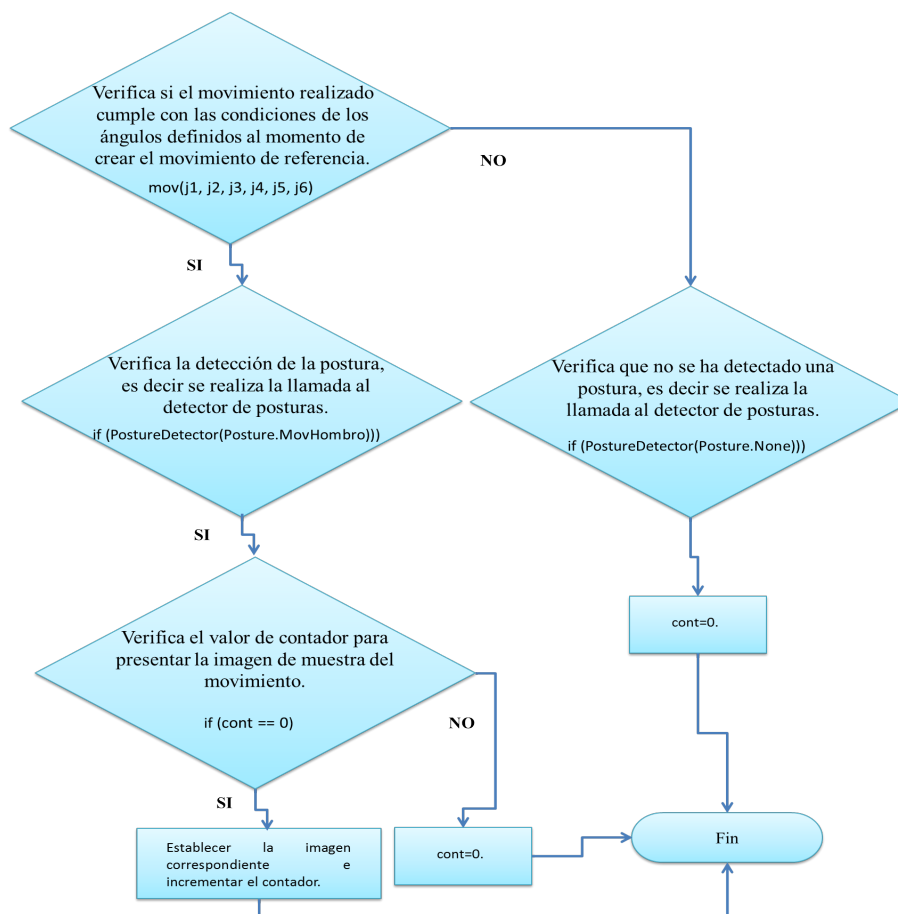 Verifica si el movimiento realizado
cumple con las condiciones de los
ángulos definidos al momento de
crear el movimiento de referencia.
mov(j1, j2, j3, j4, j5, j6)
NO
SI
Verifica la detección de la postura,
es decir se realiza la llamada al
detector de posturas.
if (PostureDetector(Posture.MovHombro)))
Verifica que no se ha detectado una
postura, es decir se realiza la
llamada al detector de posturas.
if (PostureDetector(Posture.None)))
SI
cont=0.
Verifica el valor de contador para
presentar la imagen de muestra del
movimiento.
if (cont == 0)
NO
SI
Establecer la imagen
correspondiente e
incrementar el contador.
cont=0.
Fin